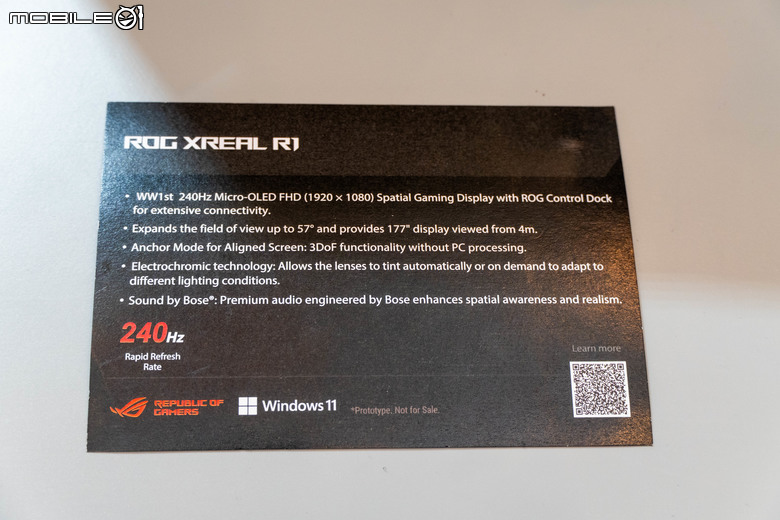 MOBILE01
ROG XREAL R1
• WW1st 240Hz Micro-OLED FHD (1920 × 1080) Spatial Gaming Display with ROG Control Dock
for extensive connectivity.
• Expands the field of view up to 57° and provides 177" display viewed from 4m.
• Anchor Mode for Aligned Screen: 3DoF functionality without PC processing.
• Electrochromic technology: Allows the lenses to tint automatically or on demand to adapt to
different lighting conditions.
• Sound by Bose®: Premium audio engineered by Bose enhances spatial awareness and realism.
240Hz
Rapid Refresh
Rate
Learn more
REPUBLIC OF
GAMERS
Windows 11
*Prototype. Not for Sale.